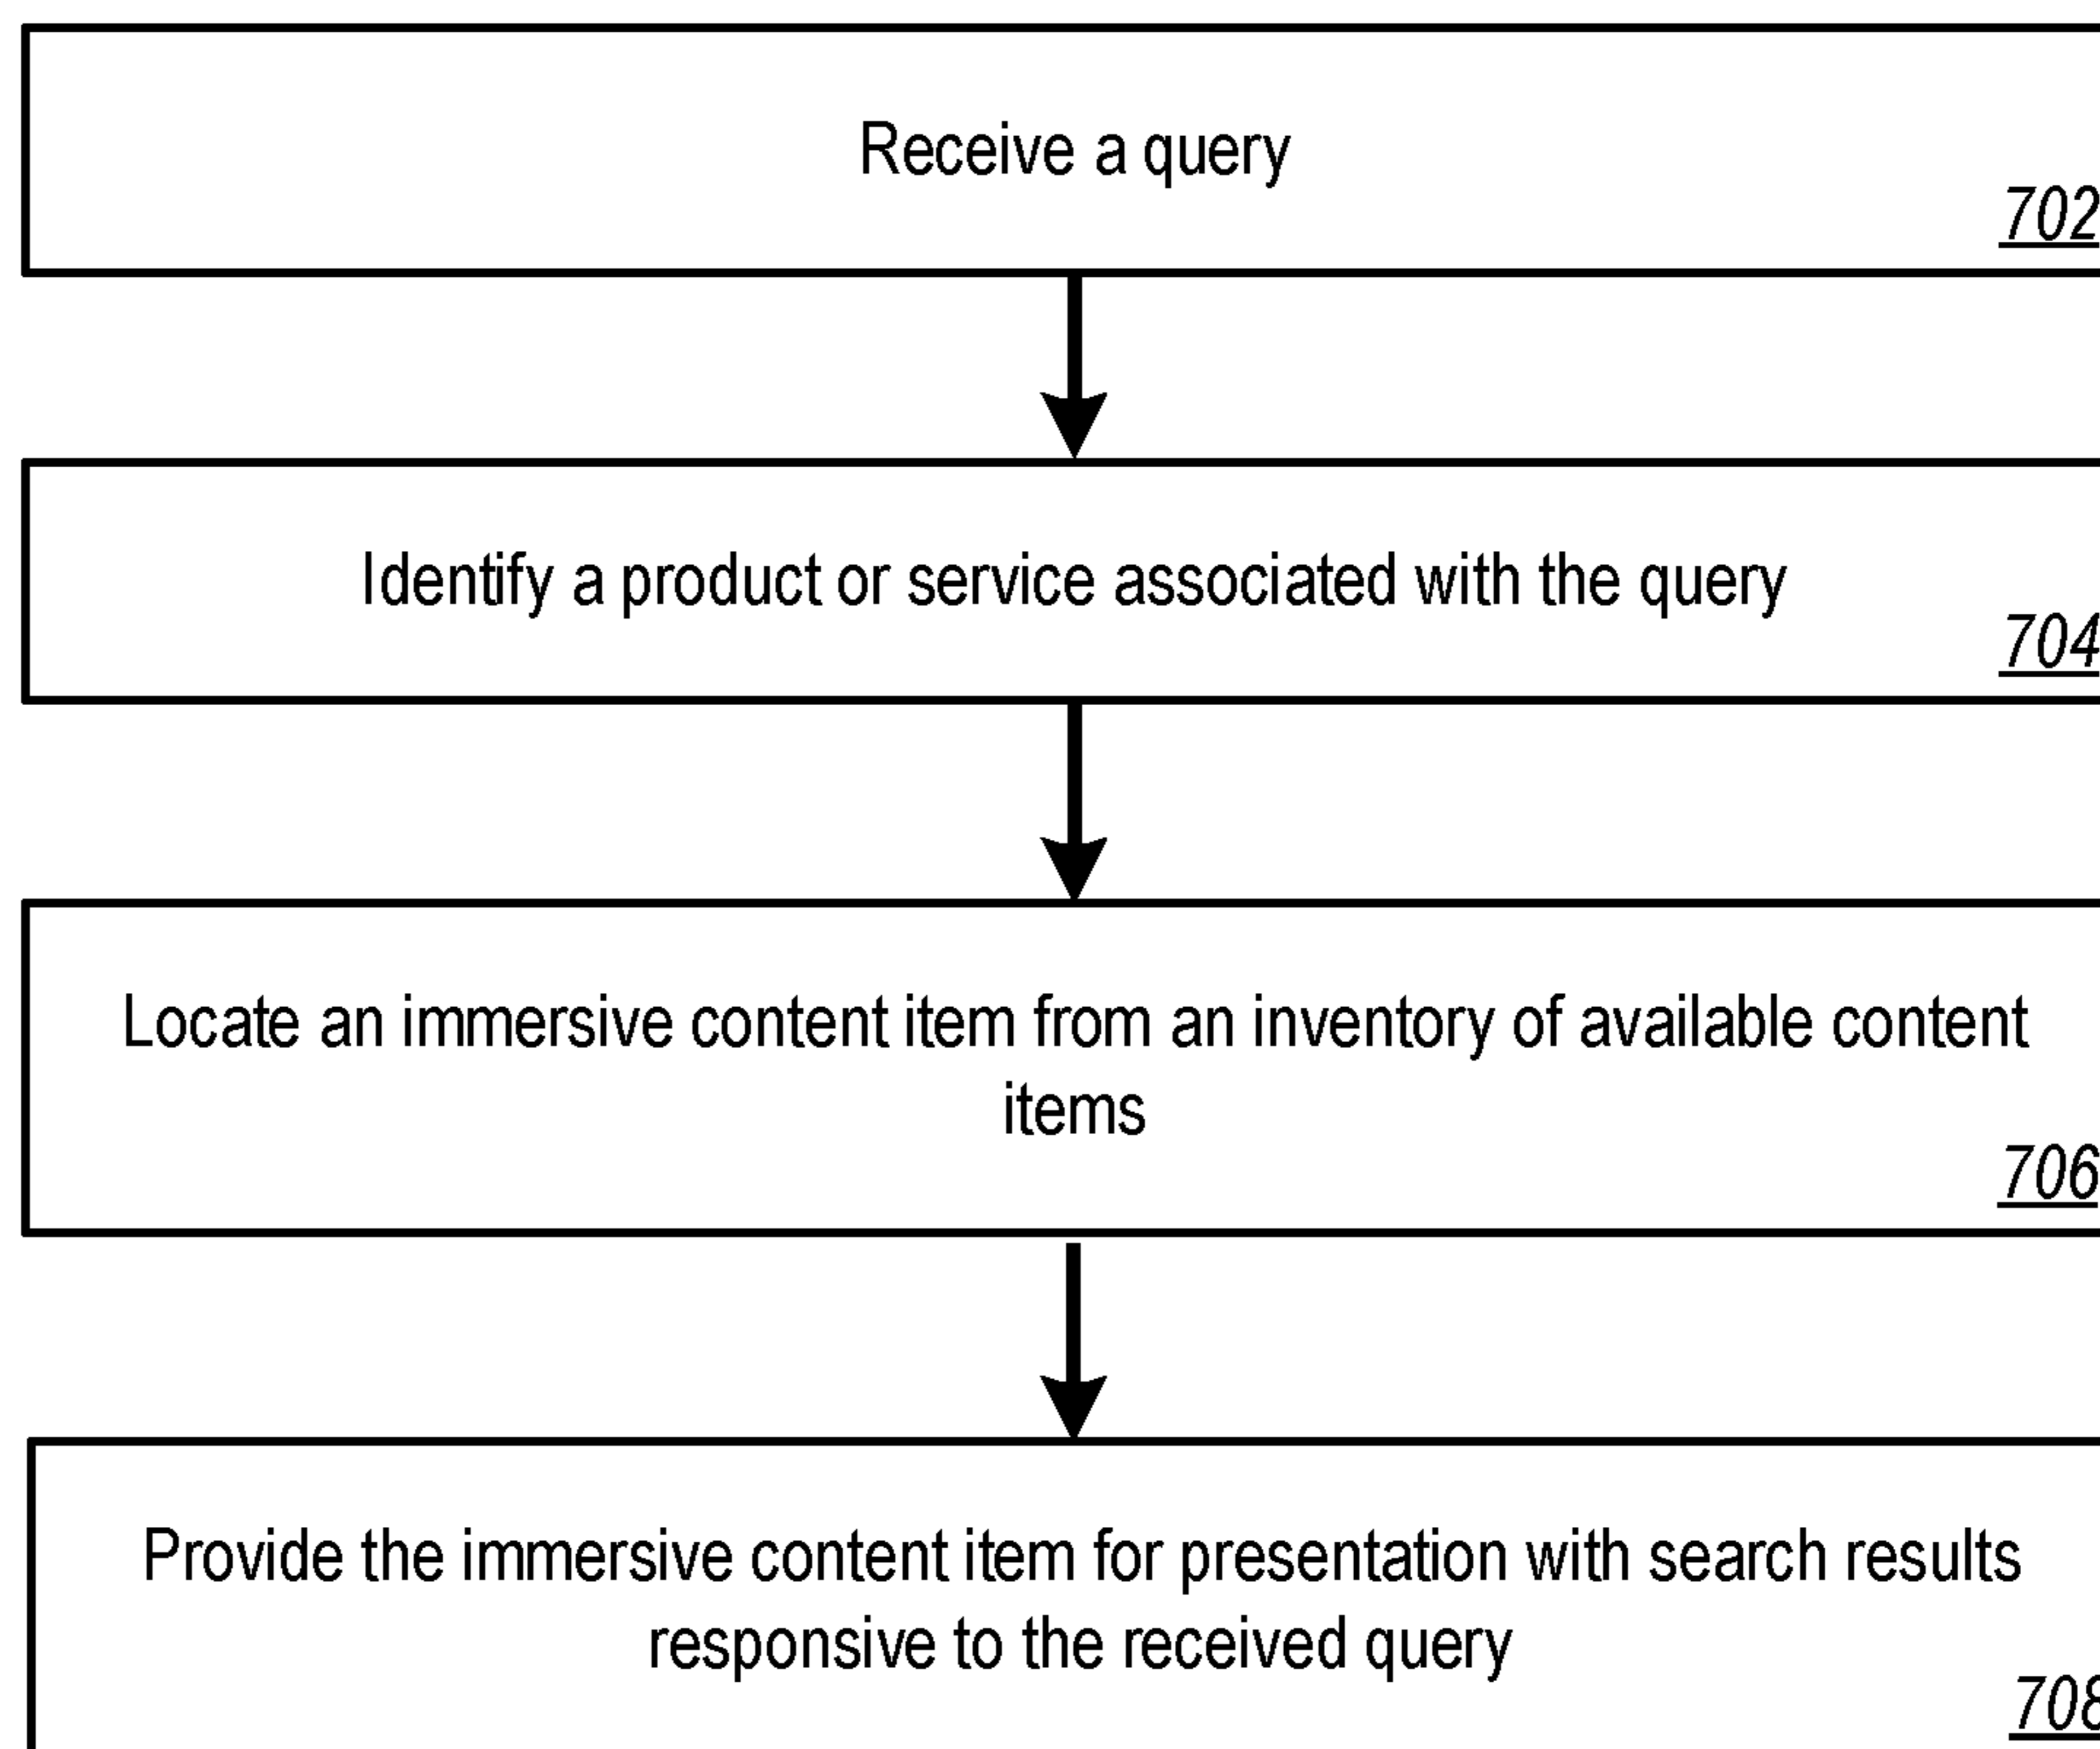 Receive a query
702
Identify a product or service associated with the query
704
Locate an immersive content item from an inventory of available content
items
706
Provide the immersive content item for presentation with search results
responsive to the received query
708